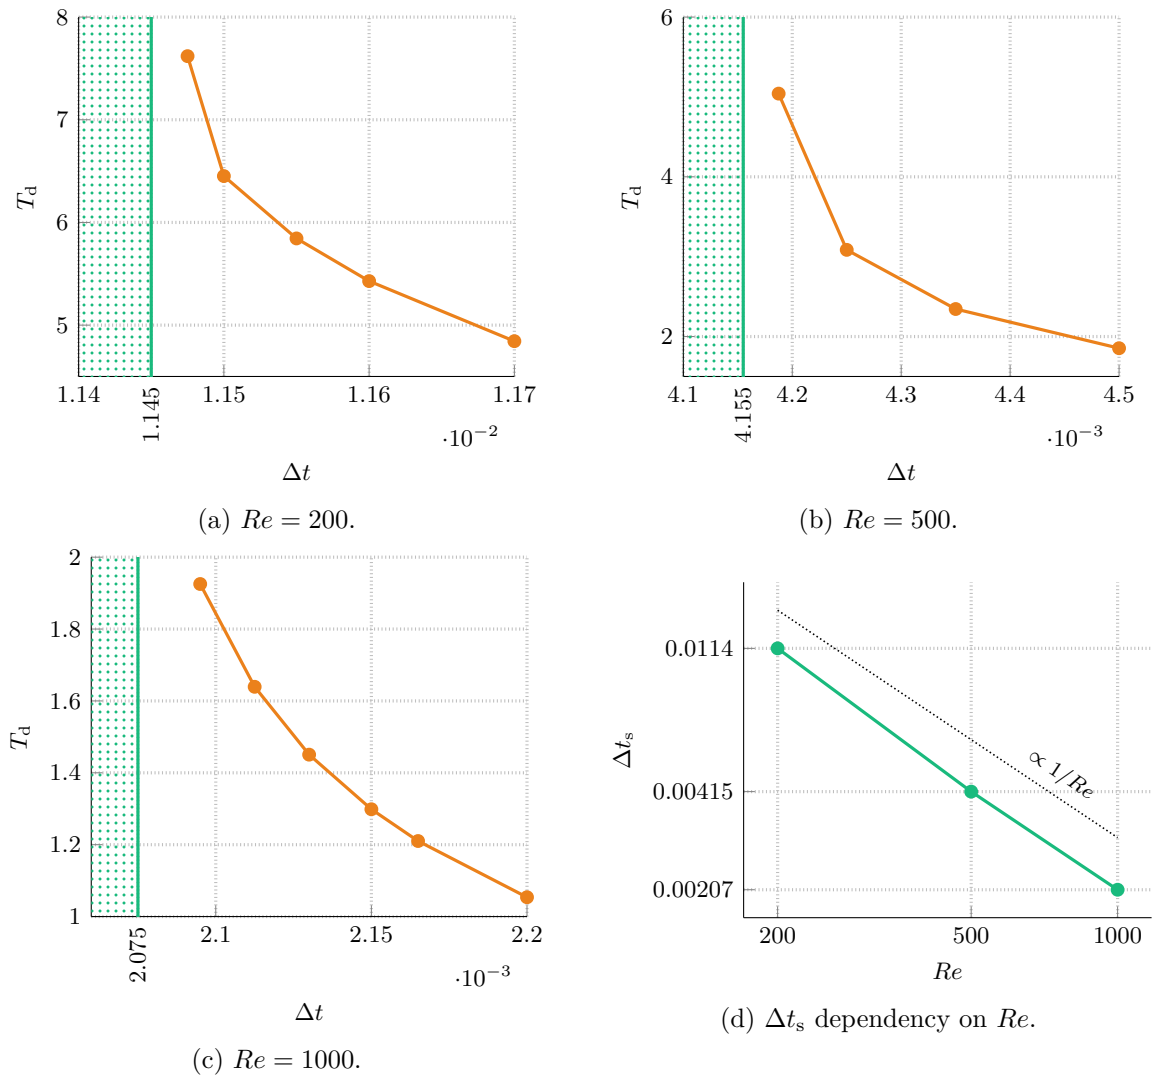 8
7
6
5
T_d
1.14
1.145
1.15
1.16
1.17
·10⁻²
Δt
(a) Re = 200.
6
4
2
T_d
4.1
4.155
4.2
4.3
4.4
4.5
·10⁻³
Δt
(b) Re = 500.
2
1.8
1.6
1.4
1.2
1
T_d
2.075
2.1
2.15
2.2
·10⁻³
Δt
(c) Re = 1000.
0.0114
0.00415
0.00207
Δt_s
∝ 1/Re
200
500
1000
Re
(d) Δt_s dependency on Re.